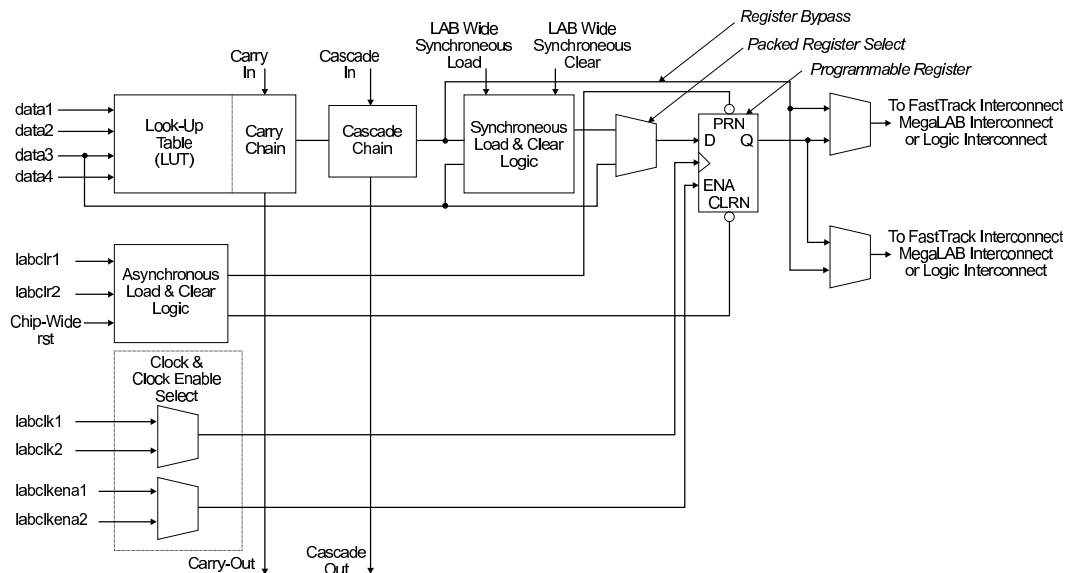 Register Bypass
Packed Register Select
Programmable Register
LAB Wide
Synchronous
Load
LAB Wide
Synchronous
Clear
Carry
In
Cascade
In
data1
data2
data3
data4
Look-Up
Table
(LUT)
Carry
Chain
Cascade
Chain
Synchronous
Load & Clear
Logic
PRN
D Q
ENA
CLRN
To FastTrack Interconnect
MegaLAB Interconnect
or Logic Interconnect
To FastTrack Interconnect
MegaLAB Interconnect
or Logic Interconnect
labclr1
labclr2
Chip-Wide
rst
Asynchronous
Load & Clear
Logic
Clock &
Clock Enable
Select
labclk1
labclk2
labclkena1
labclkena2
Carry-Out
Cascade
Out